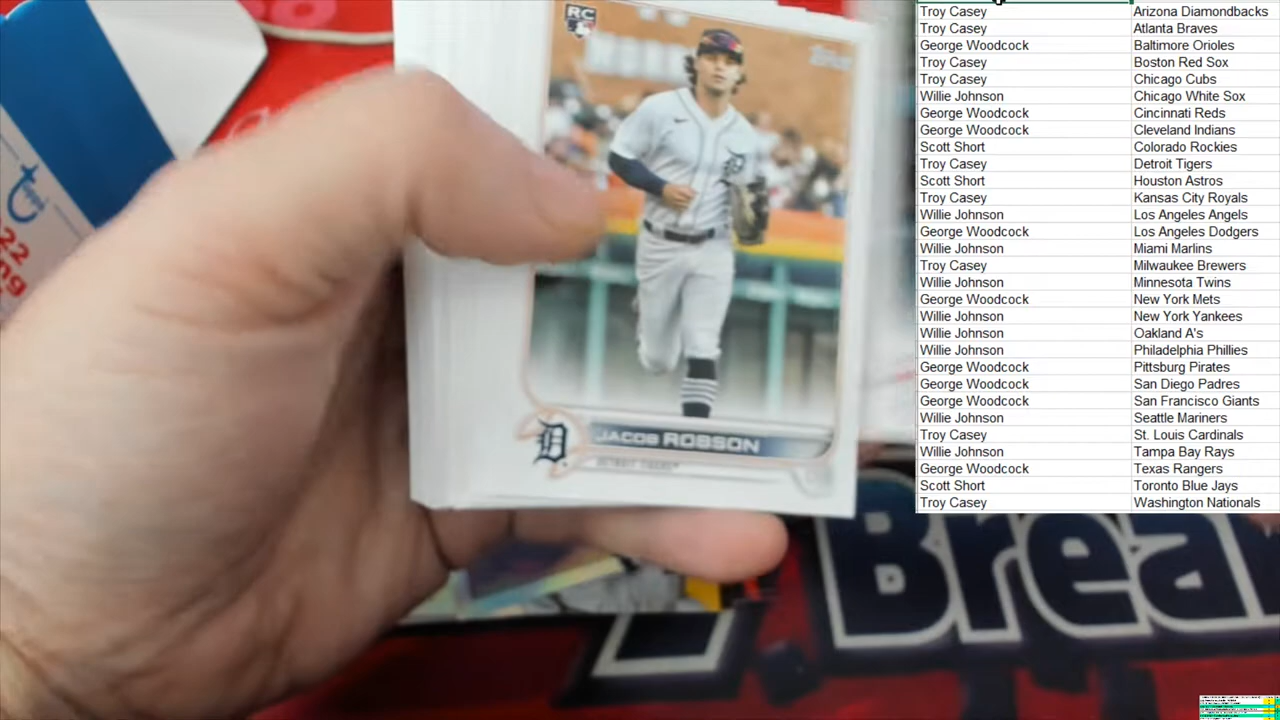 RC
Topps
JACOB ROBSON
DETROIT TIGERS
topps
22
Break
Troy Casey Arizona Diamondbacks
Troy Casey Atlanta Braves
George Woodcock Baltimore Orioles
Troy Casey Boston Red Sox
Troy Casey Chicago Cubs
Willie Johnson Chicago White Sox
George Woodcock Cincinnati Reds
George Woodcock Cleveland Indians
Scott Short Colorado Rockies
Troy Casey Detroit Tigers
Scott Short Houston Astros
Troy Casey Kansas City Royals
Willie Johnson Los Angeles Angels
George Woodcock Los Angeles Dodgers
Willie Johnson Miami Marlins
Troy Casey Milwaukee Brewers
Willie Johnson Minnesota Twins
George Woodcock New York Mets
Willie Johnson New York Yankees
Willie Johnson Oakland A's
Willie Johnson Philadelphia Phillies
George Woodcock Pittsburg Pirates
George Woodcock San Diego Padres
George Woodcock San Francisco Giants
Willie Johnson Seattle Mariners
Troy Casey St. Louis Cardinals
Willie Johnson Tampa Bay Rays
George Woodcock Texas Rangers
Scott Short Toronto Blue Jays
Troy Casey Washington Nationals